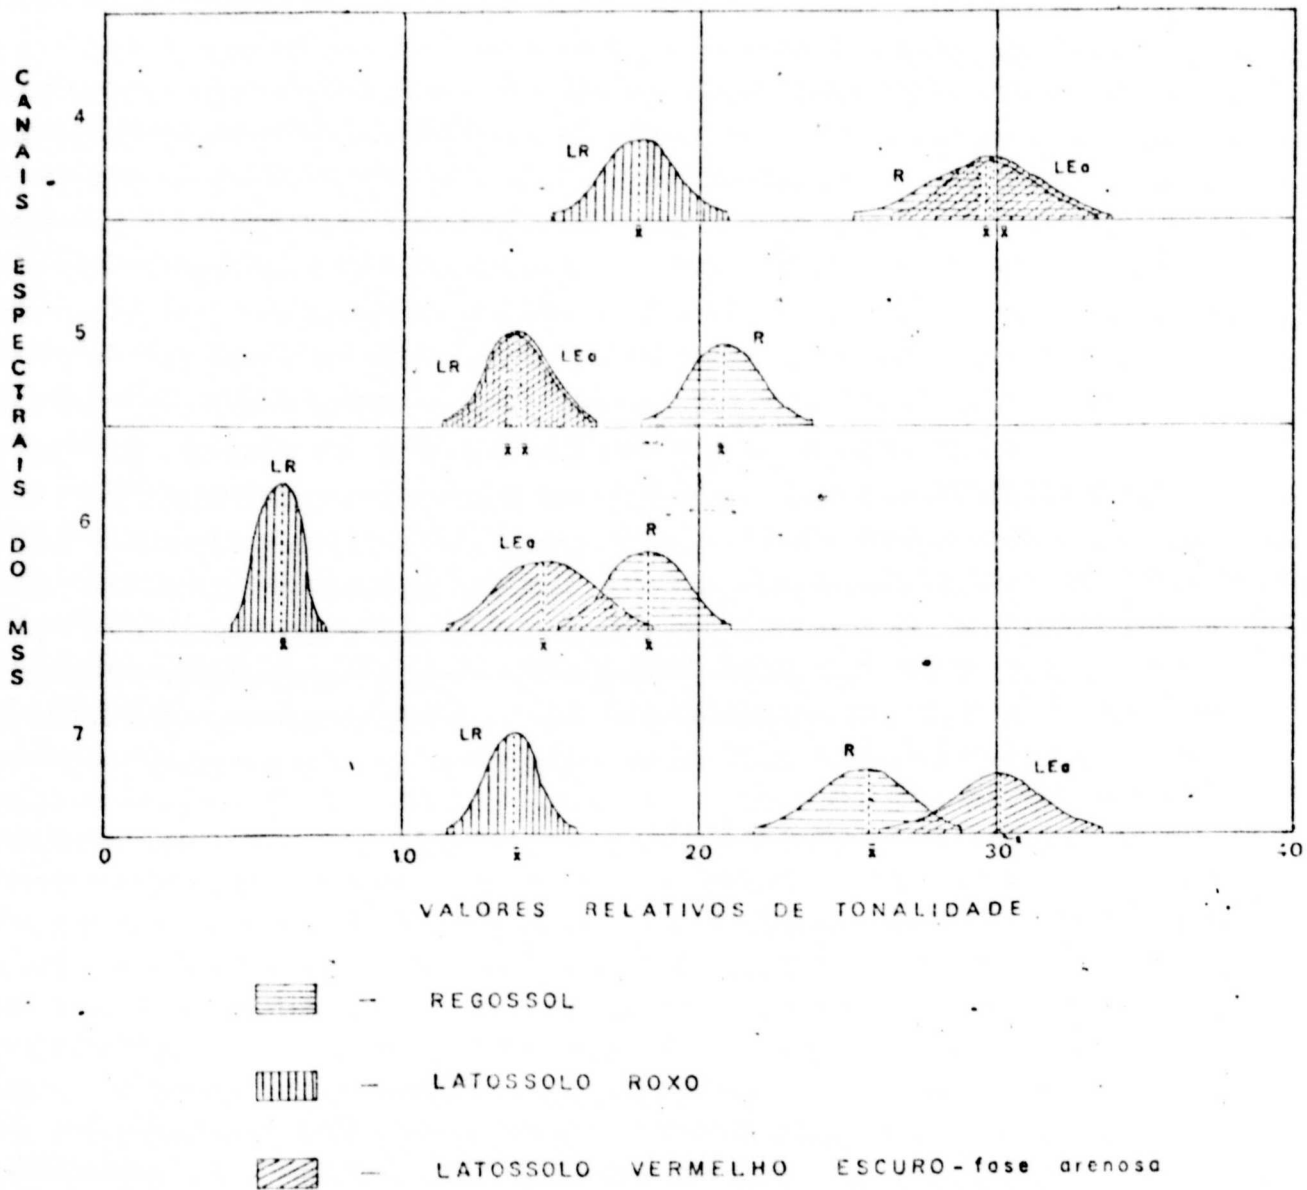 CANAIS ESPECTRAIS DO MSS
4
LR
R
LEa
x̄
x̄ x̄
5
LR
LEa
R
x̄ x̄
x̄
6
LR
LEa
R
x̄
x̄
x̄
7
LR
R
LEa
0 10 20 30 40
x̄
x̄
VALORES RELATIVOS DE TONALIDADE
– REGOSSOL
– LATOSSOLO ROXO
– LATOSSOLO VERMELHO ESCURO-fase arenosa